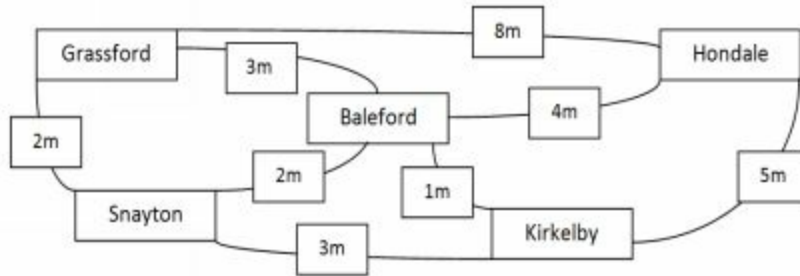 8m
Grassford
Hondale
3m
Baleford
4m
2m
2m
5m
1m
Snayton
Kirkelby
3m